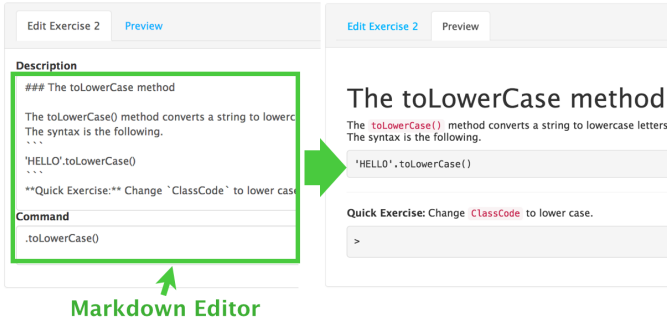 Edit Exercise 2
Preview
Description
### The toLowerCase method
The toLowerCase() method converts a string to lowerc
The syntax is the following.
```
'HELLO'.toLowerCase()
```
**Quick Exercise:** Change `ClassCode` to lower case
Command
.toLowerCase()
Markdown Editor
Edit Exercise 2
Preview
The toLowerCase method
The toLowerCase() method converts a string to lowercase letters
The syntax is the following.
'HELLO'.toLowerCase()
Quick Exercise: Change ClassCode to lower case.
>